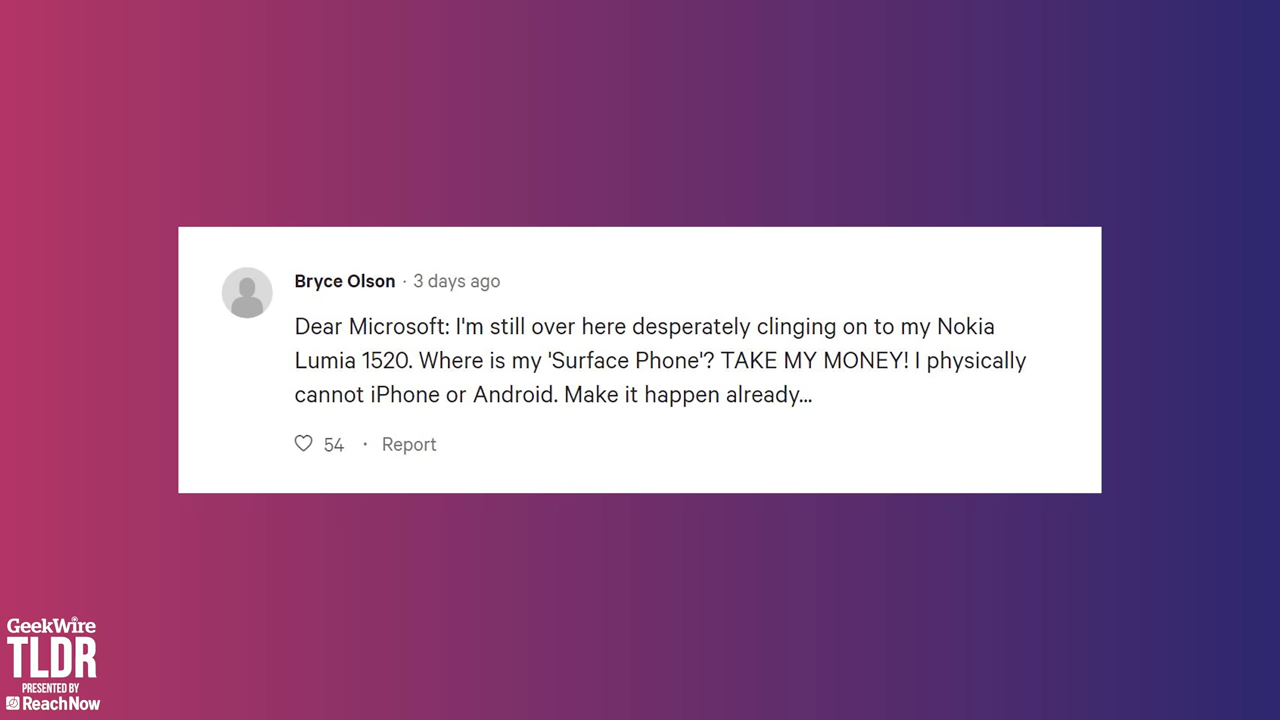 Bryce Olson · 3 days ago
Dear Microsoft: I'm still over here desperately clinging on to my Nokia
Lumia 1520. Where is my 'Surface Phone'? TAKE MY MONEY! I physically
cannot iPhone or Android. Make it happen already...
54 · Report
GeekWire
TLDR
PRESENTED BY
ReachNow